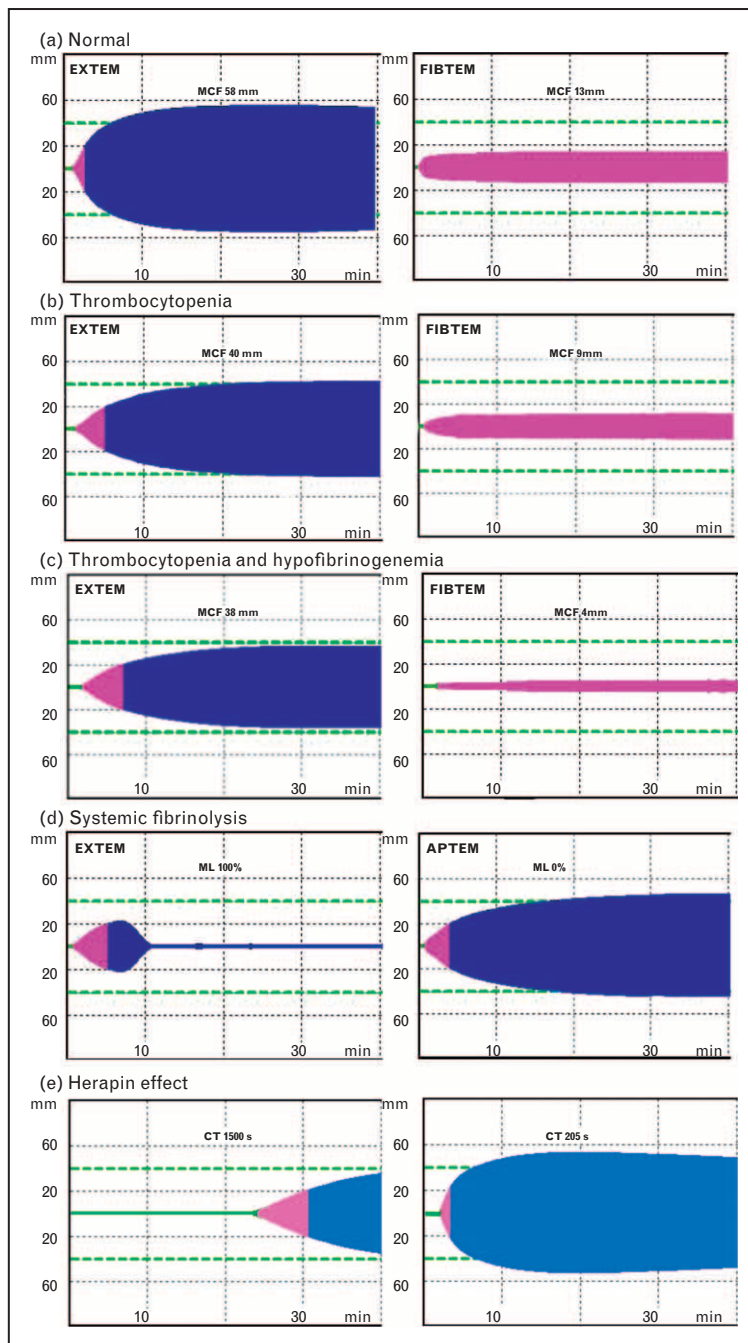 (a) Normal
mm
mm
EXTEM
FIBTEM
MCF 58 mm
MCF 13mm
60
60
20
20
20
20
60
60
10
30
min
10
30
min
(b) Thrombocytopenia
mm
mm
EXTEM
FIBTEM
MCF 40 mm
MCF 9mm
60
60
20
20
20
20
60
60
10
30
min
10
30
min
(c) Thrombocytopenia and hypofibrinogenemia
mm
mm
EXTEM
FIBTEM
MCF 38 mm
MCF 4mm
60
60
20
20
20
20
60
60
10
30
min
10
30
min
(d) Systemic fibrinolysis
mm
mm
EXTEM
APTEM
ML 100%
ML 0%
60
60
20
20
20
20
60
60
10
30
min
10
30
min
(e) Herapin effect
mm
mm
CT 1500 s
CT 205 s
60
60
20
20
20
20
60
60
10
30
min
10
30
min